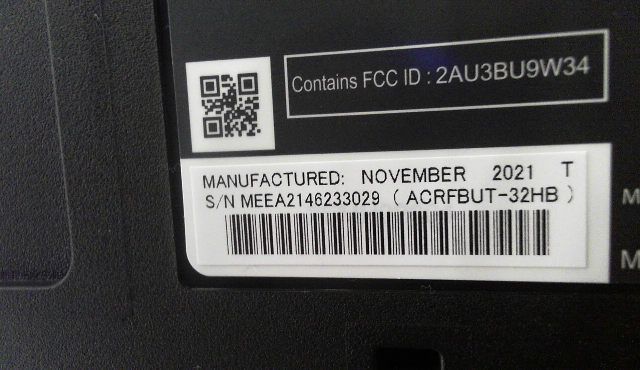 Contains FCC ID : 2AU3BU9W34
MANUFACTURED: NOVEMBER 2021 T
S/N MEEA2146233029 ( ACRFBUT-32HB )
M
M